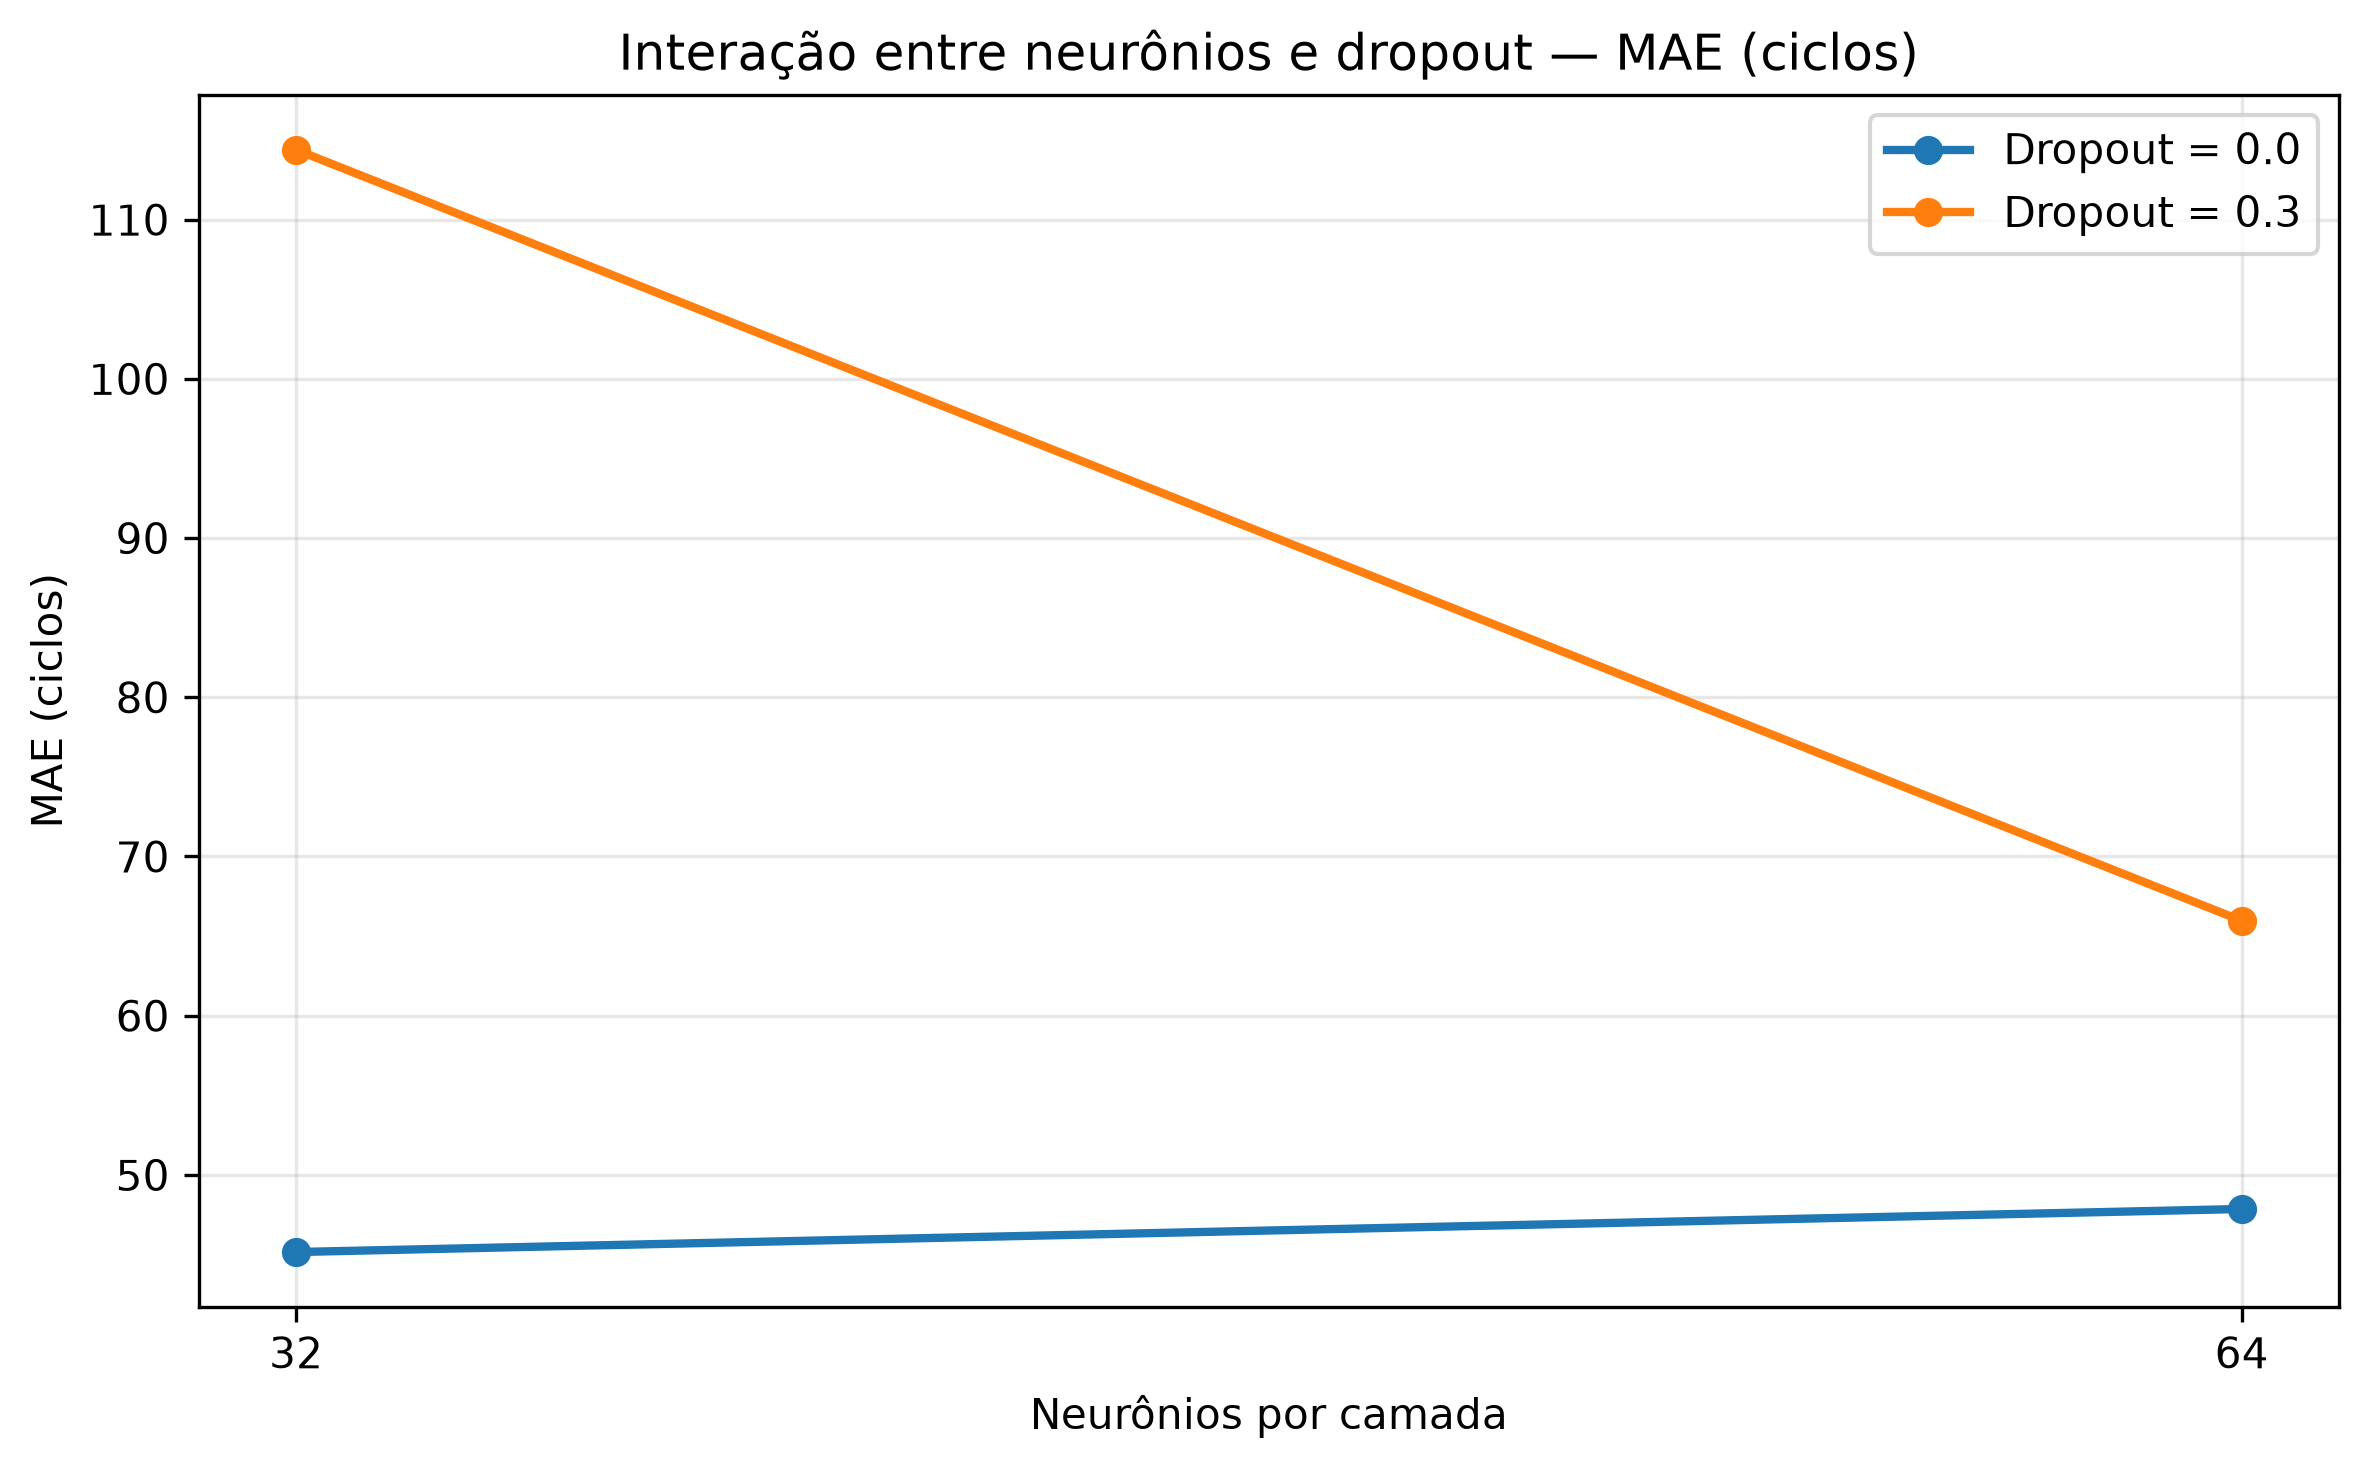 Interação entre neurônios e dropout — MAE (ciclos)
Dropout = 0.0
Dropout = 0.3
110
100
90
80
70
60
50
MAE (ciclos)
32
64
Neurônios por camada